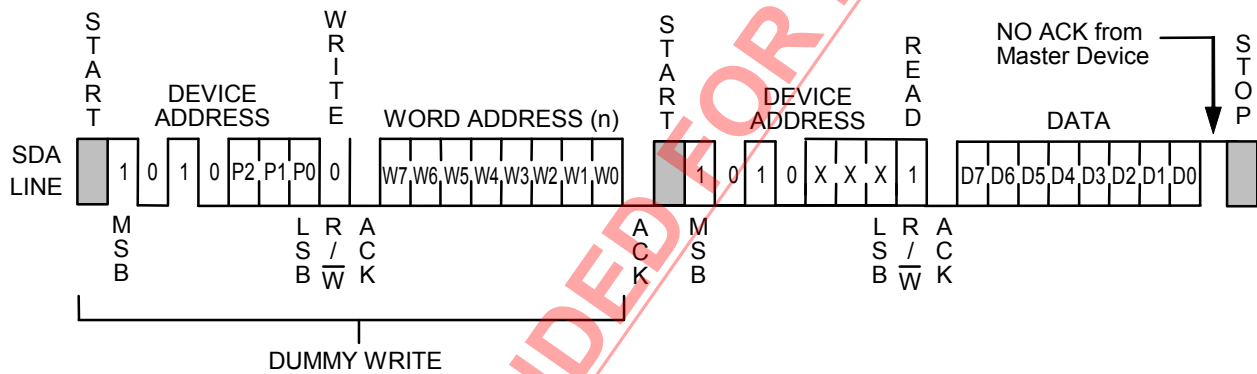 START
DEVICE ADDRESS
WRITE
WORD ADDRESS (n)
START
DEVICE ADDRESS
READ
DATA
NO ACK from
Master Device
STOP
SDA
LINE
1 0 1 0 P2 P1 P0 0
W7 W6 W5 W4 W3 W2 W1 W0
1 0 1 0 X X X 1
D7 D6 D5 D4 D3 D2 D1 D0
MSB
LSB
R/W
ACK
ACK
MSB
LSB
R/W
ACK
DUMMY WRITE
NDED FOR